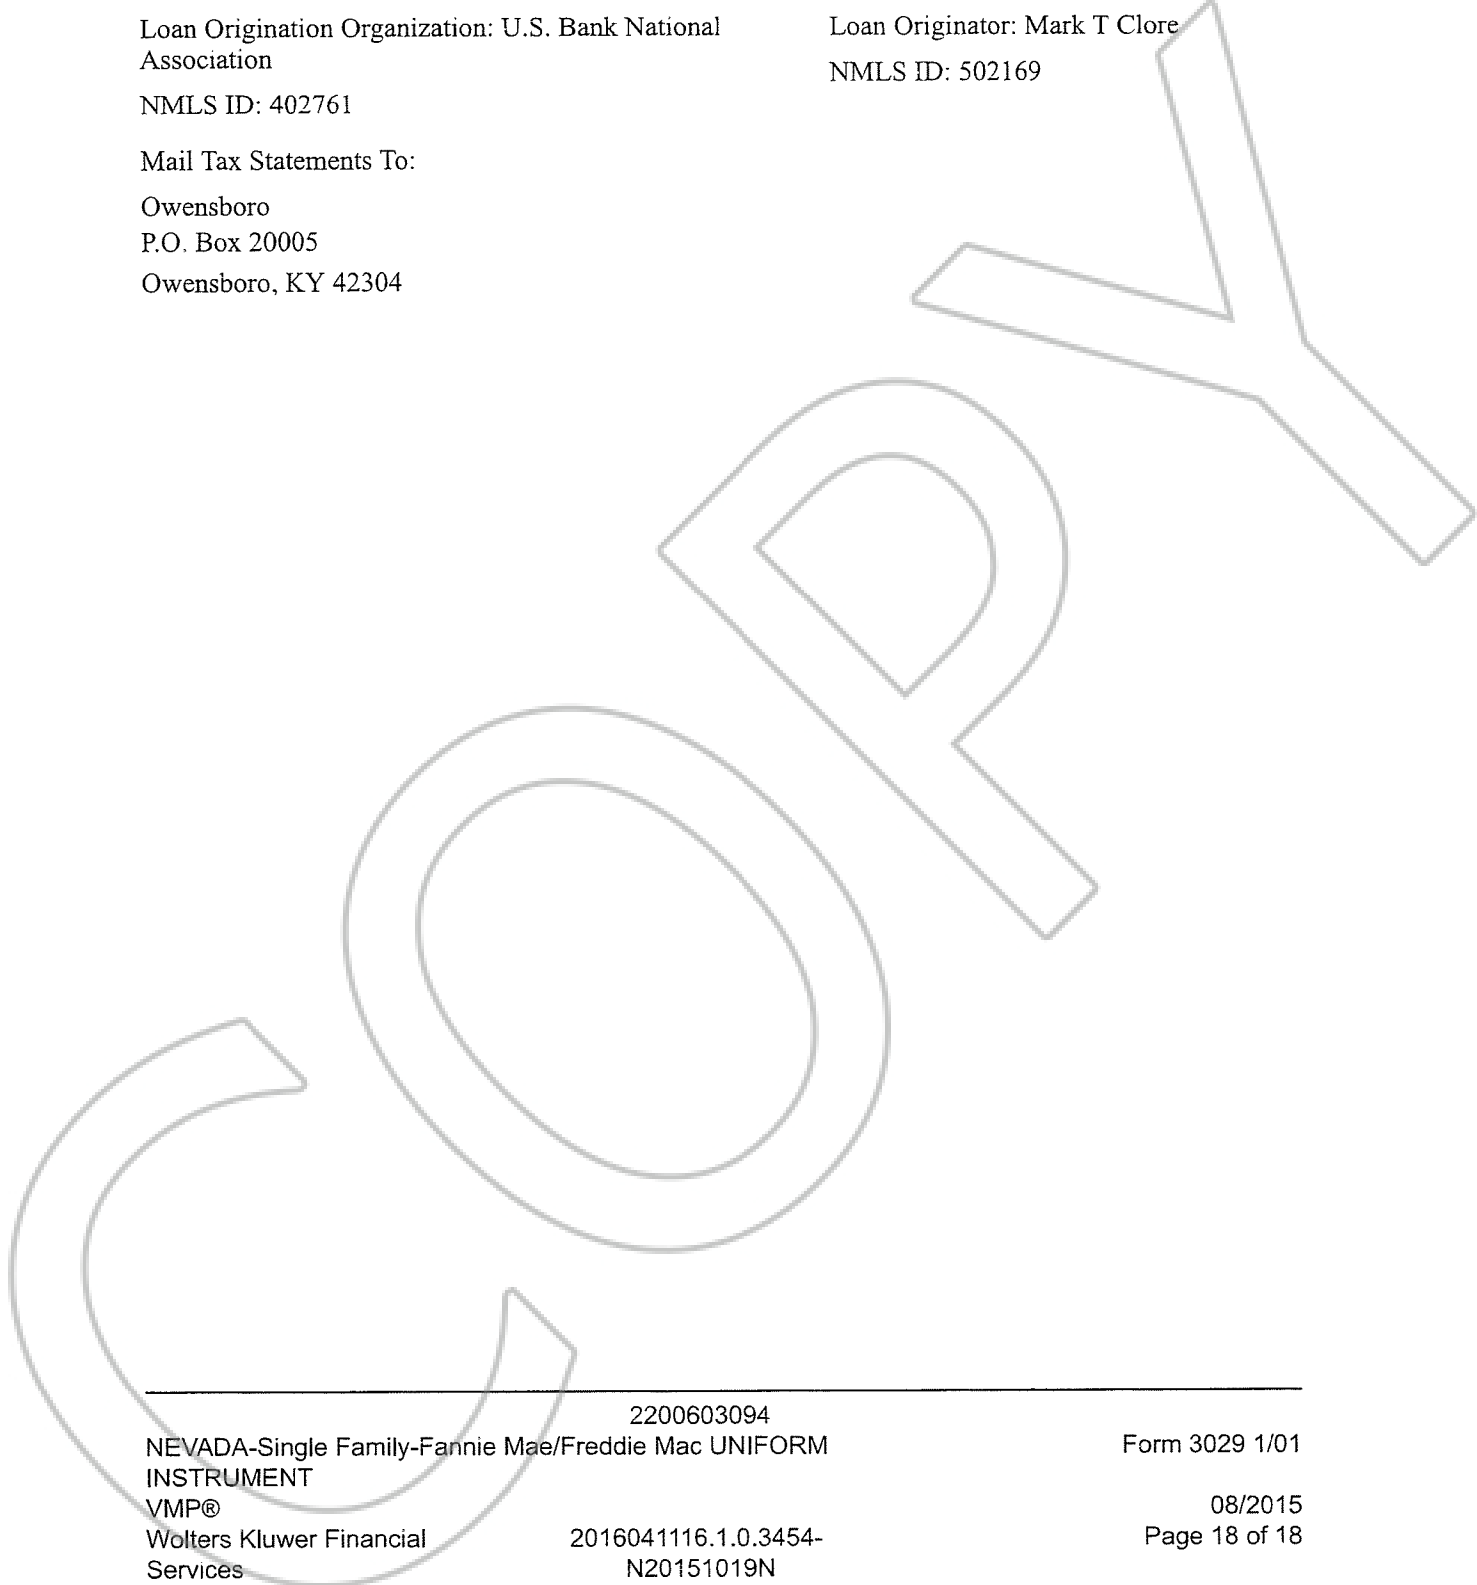 Loan Origination Organization: U.S. Bank National
Association
NMLS ID: 402761
Loan Originator: Mark T Clore
NMLS ID: 502169
Mail Tax Statements To:
Owensboro
P.O. Box 20005
Owensboro, KY 42304
COPY
2200603094
NEVADA-Single Family-Fannie Mae/Freddie Mac UNIFORM
INSTRUMENT
Form 3029 1/01
VMP®
08/2015
Wolters Kluwer Financial
Services
2016041116.1.0.3454-
N20151019N
Page 18 of 18